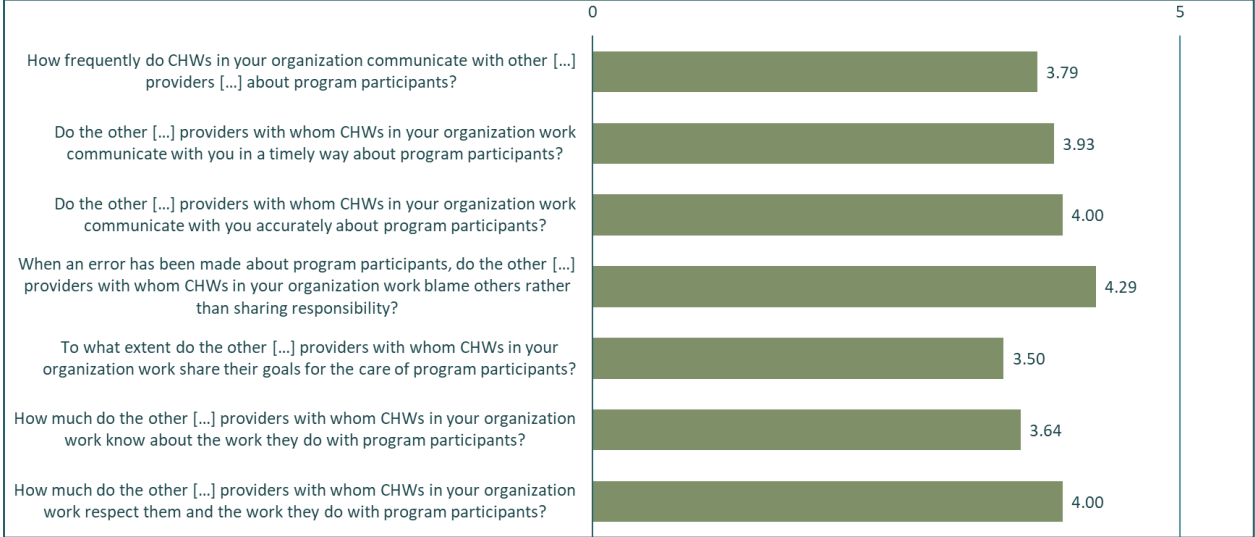 0 5
How frequently do CHWs in your organization communicate with other […]
providers […] about program participants?
3.79
Do the other […] providers with whom CHWs in your organization work
communicate with you in a timely way about program participants?
3.93
Do the other […] providers with whom CHWs in your organization work
communicate with you accurately about program participants?
4.00
When an error has been made about program participants, do the other […]
providers with whom CHWs in your organization work blame others rather
than sharing responsibility?
4.29
To what extent do the other […] providers with whom CHWs in your
organization work share their goals for the care of program participants?
3.50
How much do the other […] providers with whom CHWs in your organization
work know about the work they do with program participants?
3.64
How much do the other […] providers with whom CHWs in your organization
work respect them and the work they do with program participants?
4.00